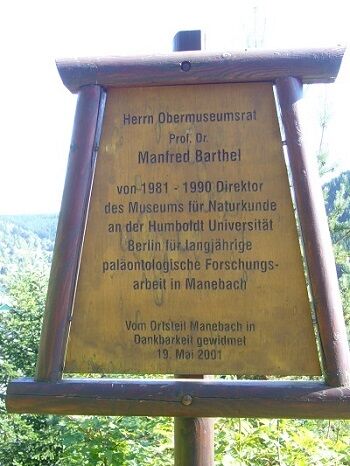 Herrn Obermuseumsrat
Prof. Dr.
Manfred Barthel
von 1981 - 1990 Direktor
des Museums für Naturkunde
an der Humboldt Universität
Berlin für langjährige
paläontologische Forschungs-
arbeit in Manebach
Vom Ortsteil Manebach in
Dankbarkeit gewidmet
19. Mai 2001